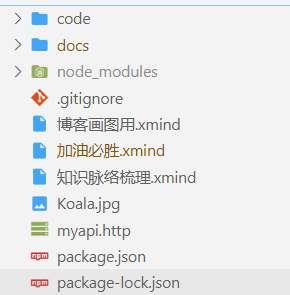 code
docs
node_modules
.gitignore
博客画图用.xmind
加油必胜.xmind
知识脉络梳理.xmind
Koala.jpg
myapi.http
package.json
package-lock.json